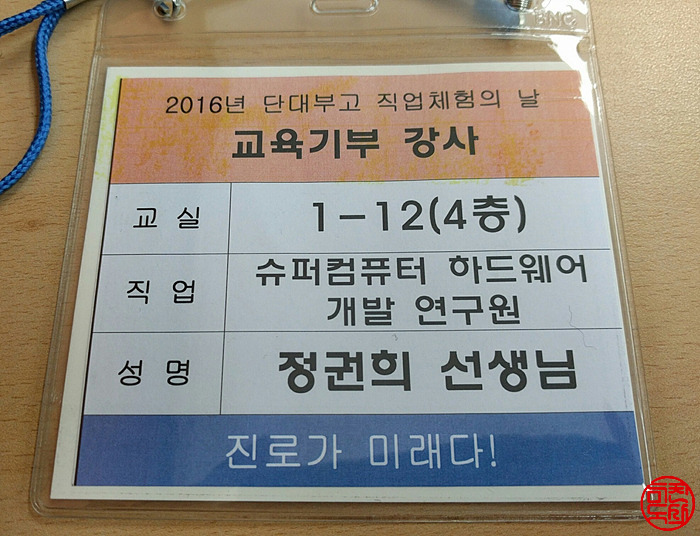 BNC
2016년 단대부고 직업체험의 날
교육기부 강사
교 실
1-12(4층)
직 업
슈퍼컴퓨터 하드웨어
개발 연구원
성 명
정권희 선생님
진로가 미래다!